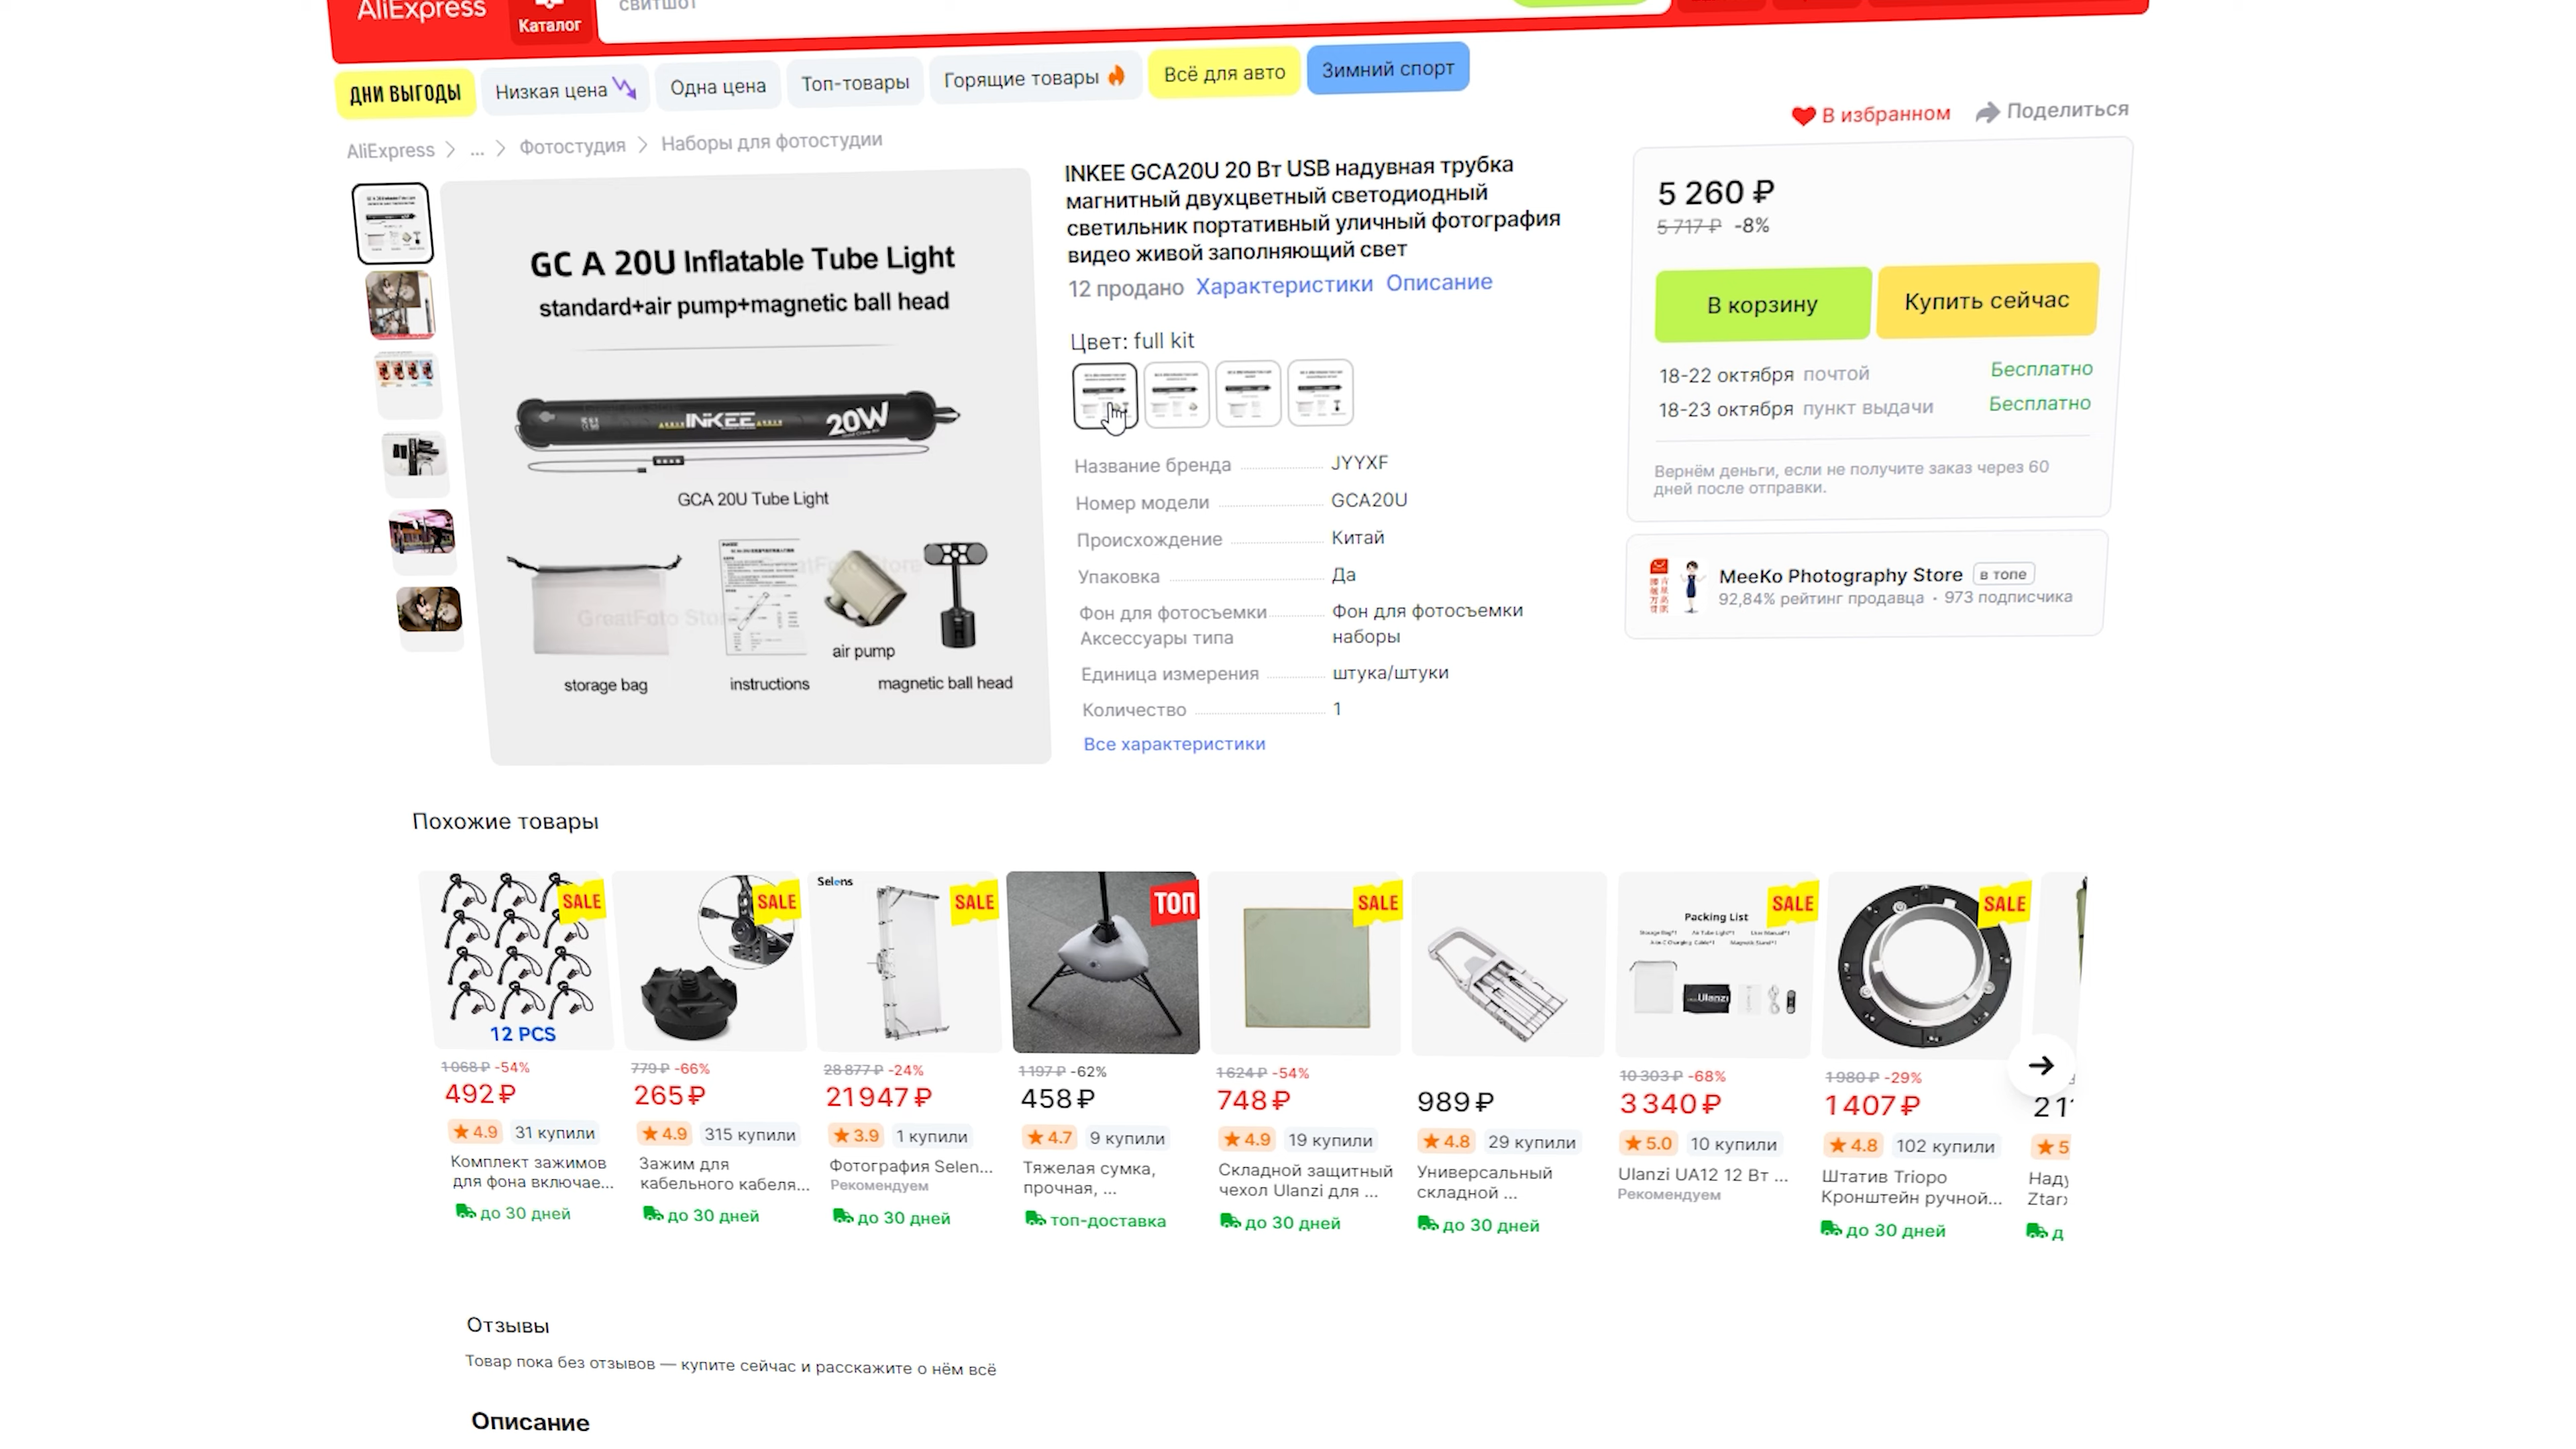 AliExpress
Каталог
свитшот
ДНИ ВЫГОДЫ
Низкая цена
Одна цена
Топ-товары
Горящие товары
Всё для авто
Зимний спорт
В избранном
Поделиться
AliExpress
...
Фотостудия
Наборы для фотостудии
GC A 20U Inflatable Tube Light
standard+air pump+magnetic ball head
INKEE
20W
GCA 20U Tube Light
GreatFoto Store
storage bag
instructions
air pump
magnetic ball head
INKEE GCA20U 20 Вт USB надувная трубка
магнитный двухцветный светодиодный
светильник портативный уличный фотография
видео живой заполняющий свет
12 продано Характеристики Описание
Цвет: full kit
Название бренда JYYXF
Номер модели GCA20U
Происхождение Китай
Упаковка Да
Фон для фотосъемки Фон для фотосъемки
Аксессуары типа наборы
Единица измерения штука/штуки
Количество 1
Все характеристики
5 260 ₽
5 717 ₽ -8%
В корзину
Купить сейчас
18-22 октября почтой Бесплатно
18-23 октября пункт выдачи Бесплатно
Вернём деньги, если не получите заказ через 60
дней после отправки.
MeeKo Photography Store в топе
92,84% рейтинг продавца • 973 подписчика
Похожие товары
SALE
12 PCS
1 068 ₽ -54%
492 ₽
4.9 31 купили
Комплект зажимов
для фона включае...
до 30 дней
SALE
779 ₽ -66%
265 ₽
4.9 315 купили
Зажим для
кабельного кабеля...
до 30 дней
Selens
SALE
28 877 ₽ -24%
21 947 ₽
3.9 1 купили
Фотография Selen...
Рекомендуем
до 30 дней
ТОП
1 197 ₽ -62%
458 ₽
4.7 9 купили
Тяжелая сумка,
прочная, ...
топ-доставка
SALE
1 624 ₽ -54%
748 ₽
4.9 19 купили
Складной защитный
чехол Ulanzi для ...
до 30 дней
989 ₽
4.8 29 купили
Универсальный
складной ...
до 30 дней
SALE
Packing List
Ulanzi
10 303 ₽ -68%
3 340 ₽
5.0 10 купили
Ulanzi UA12 12 Вт ...
Рекомендуем
SALE
1 980 ₽ -29%
1 407 ₽
4.8 102 купили
Штатив Triopo
Кронштейн ручной...
до 30 дней
Отзывы
Товар пока без отзывов — купите сейчас и расскажите о нём всё
Описание